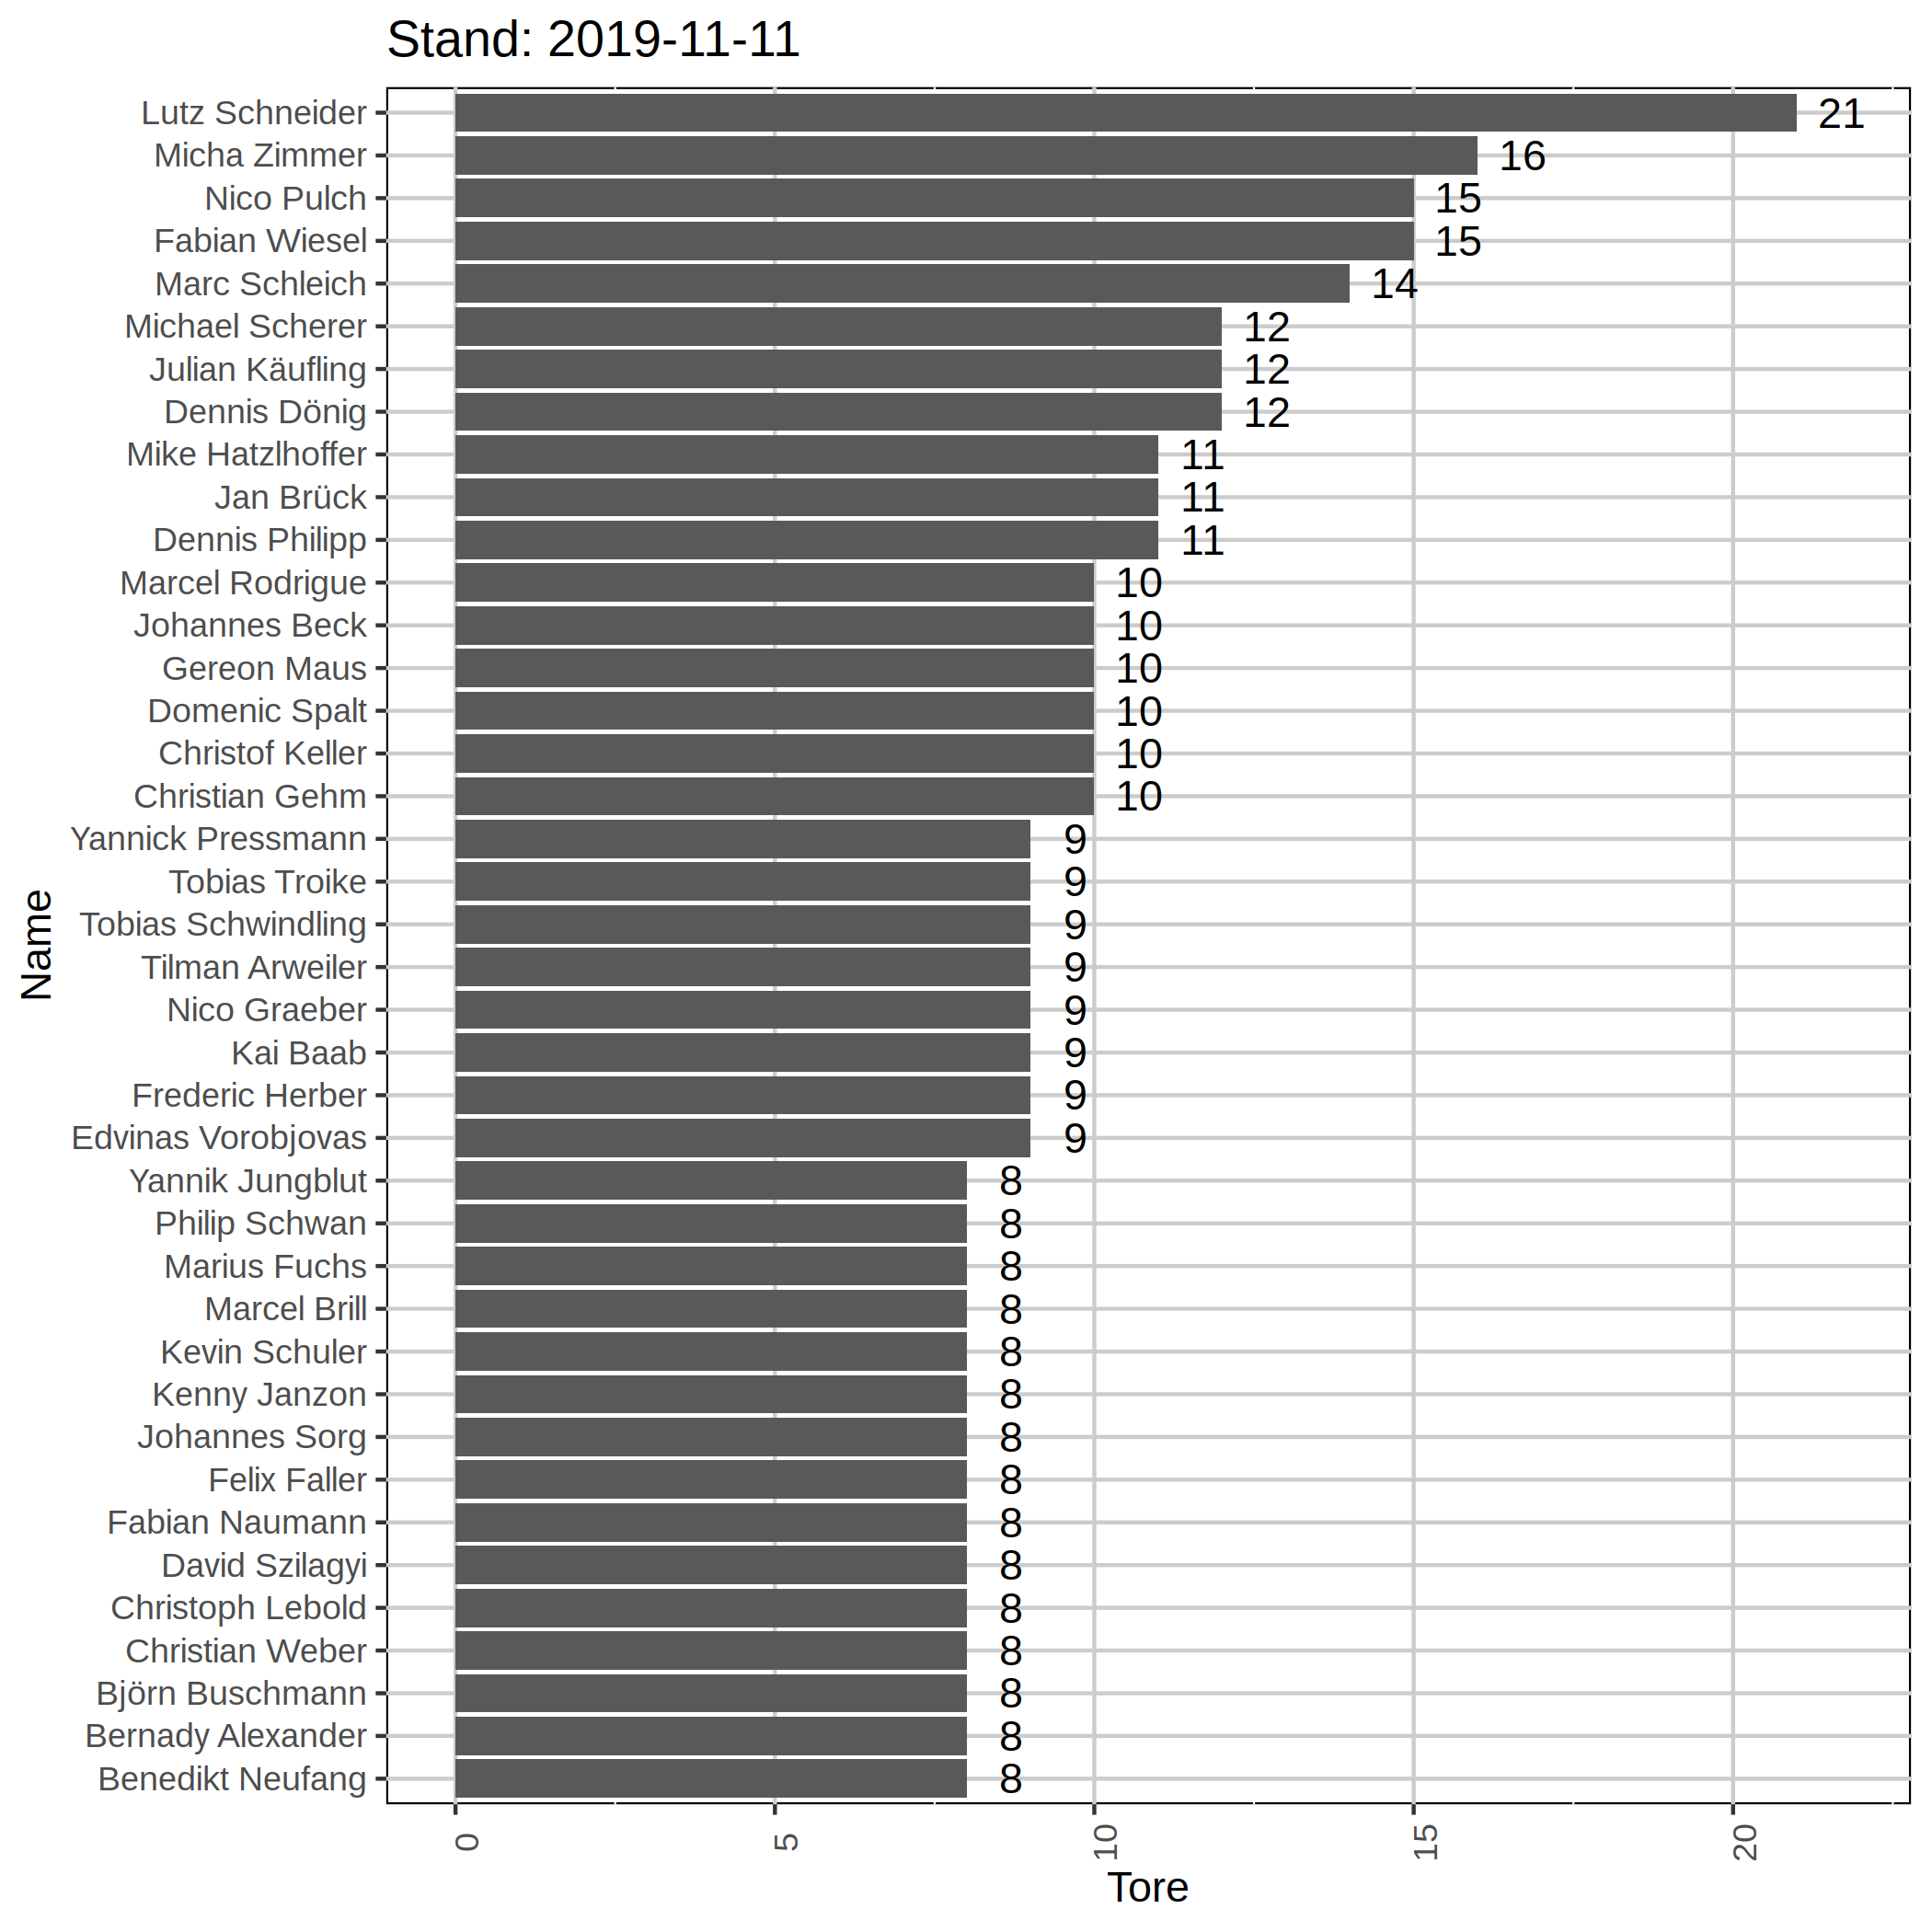 Stand: 2019-11-11
Lutz Schneider 21
Micha Zimmer 16
Nico Pulch 15
Fabian Wiesel 15
Marc Schleich 14
Michael Scherer 12
Julian Käufling 12
Dennis Dönig 12
Mike Hatzlhoffer 11
Jan Brück 11
Dennis Philipp 11
Marcel Rodrigue 10
Johannes Beck 10
Gereon Maus 10
Domenic Spalt 10
Christof Keller 10
Christian Gehm 10
Yannick Pressmann 9
Tobias Troike 9
Tobias Schwindling 9
Tilman Arweiler 9
Nico Graeber 9
Kai Baab 9
Frederic Herber 9
Edvinas Vorobjovas 9
Yannik Jungblut 8
Philip Schwan 8
Marius Fuchs 8
Marcel Brill 8
Kevin Schuler 8
Kenny Janzon 8
Johannes Sorg 8
Felix Faller 8
Fabian Naumann 8
David Szilagyi 8
Christoph Lebold 8
Christian Weber 8
Björn Buschmann 8
Bernady Alexander 8
Benedikt Neufang 8
Name
0 5 10 15 20
Tore